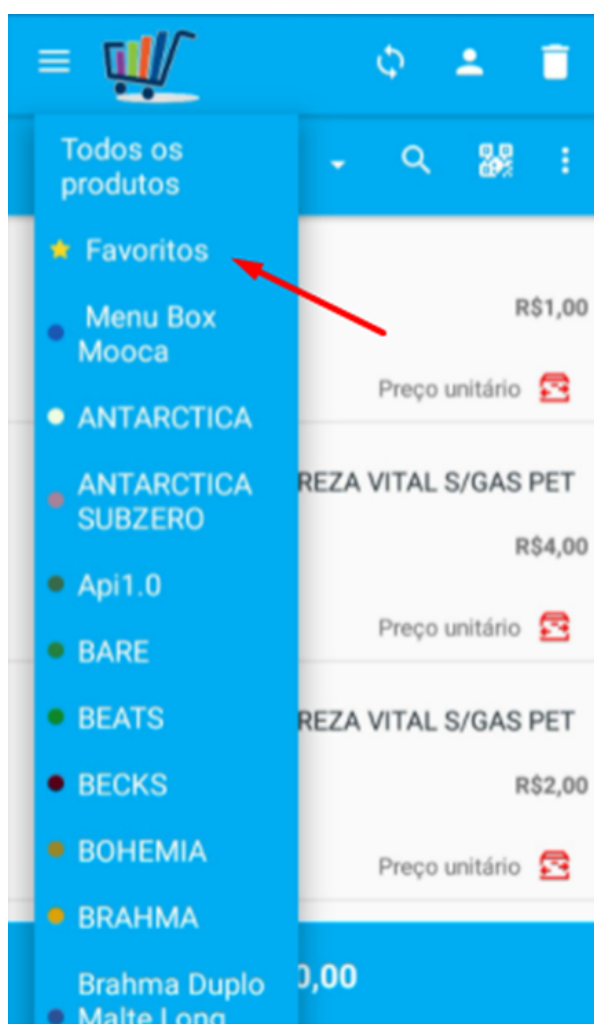 Todos os
produtos
Favoritos
Menu Box
Mooca
ANTARCTICA
ANTARCTICA
SUBZERO
Api1.0
BARE
BEATS
BECKS
BOHEMIA
BRAHMA
Brahma Duplo
Malte Long
R$1,00
Preço unitário
REZA VITAL S/GAS PET
R$4,00
Preço unitário
REZA VITAL S/GAS PET
R$2,00
Preço unitário
0,00